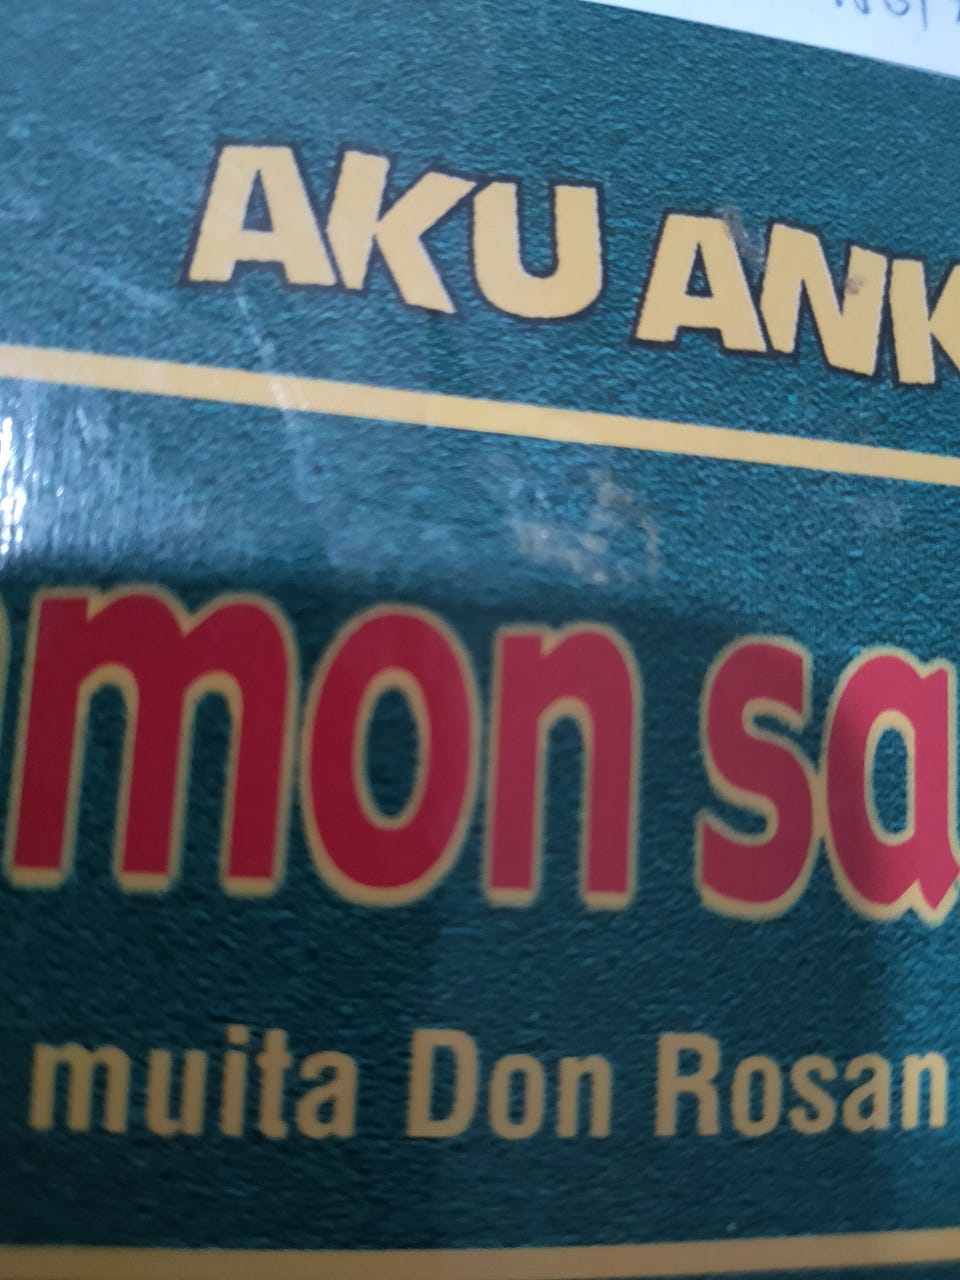 AKU ANK
mon sa
muita Don Rosan